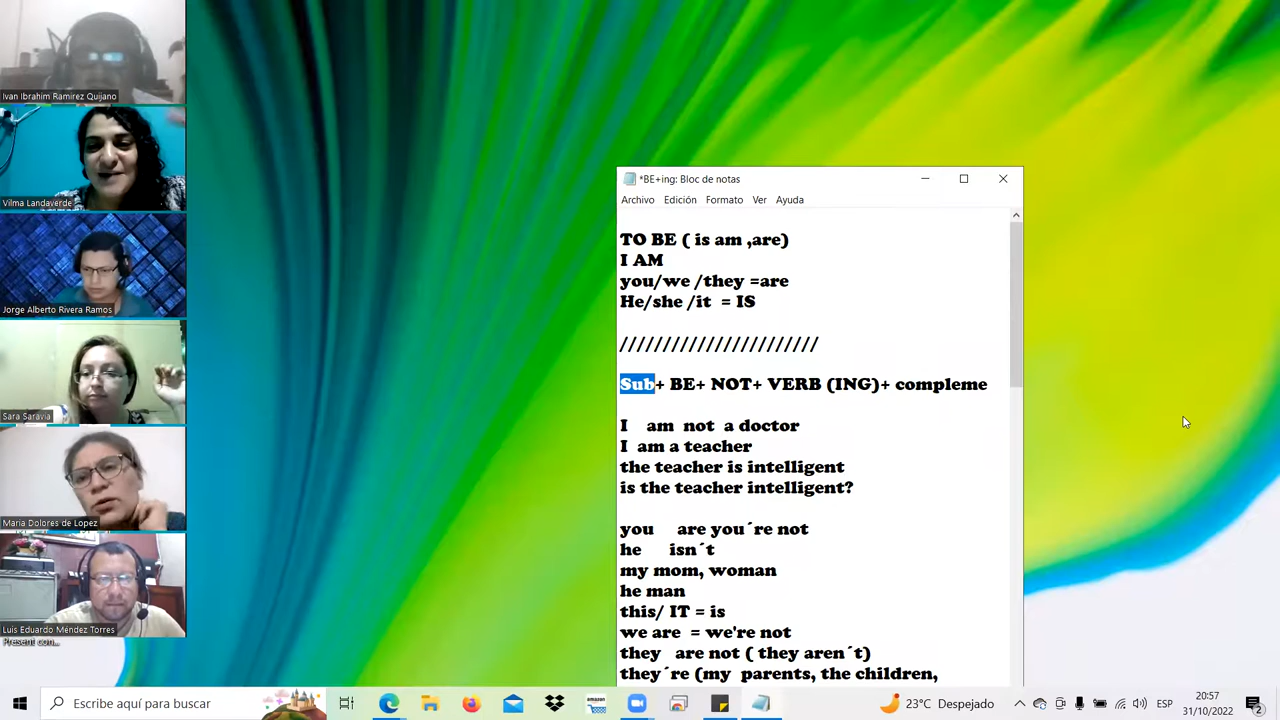 Ivan Ibrahim Ramirez Quijano
Vilma Landaverde
Jorge Alberto Rivera Ramos
Sara Saravia
Maria Dolores de Lopez
Luis Eduardo Méndez Torres
Present con...
*BE+ing: Bloc de notas
Archivo Edición Formato Ver Ayuda
TO BE ( is am ,are)
I AM
you/we /they =are
He/she /it = IS
///////////////////////
Sub+ BE+ NOT+ VERB (ING)+ compleme
I am not a doctor
I am a teacher
the teacher is intelligent
is the teacher intelligent?
you are you´re not
he isn´t
my mom, woman
he man
this/ IT = is
we are = we're not
they are not ( they aren´t)
they´re (my parents, the children,
Escribe aquí para buscar
amazon
23°C Despejado
ESP
20:57
31/10/2022
2